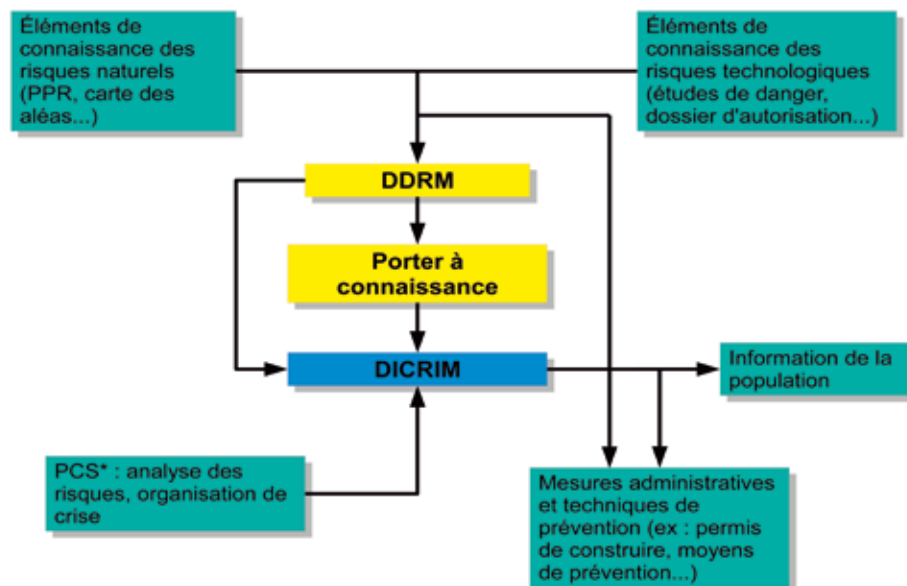 Éléments de
connaissance des
risques naturels
(PPR, carte des
aléas...)
Éléments de
connaissance des
risques technologiques
(études de danger,
dossier d'autorisation...)
DDRM
Porter à
connaissance
DICRIM
Information de la
population
PCS* : analyse des
risques, organisation de
crise
Mesures administratives
et techniques de
prévention (ex : permis
de construire, moyens
de prévention...)